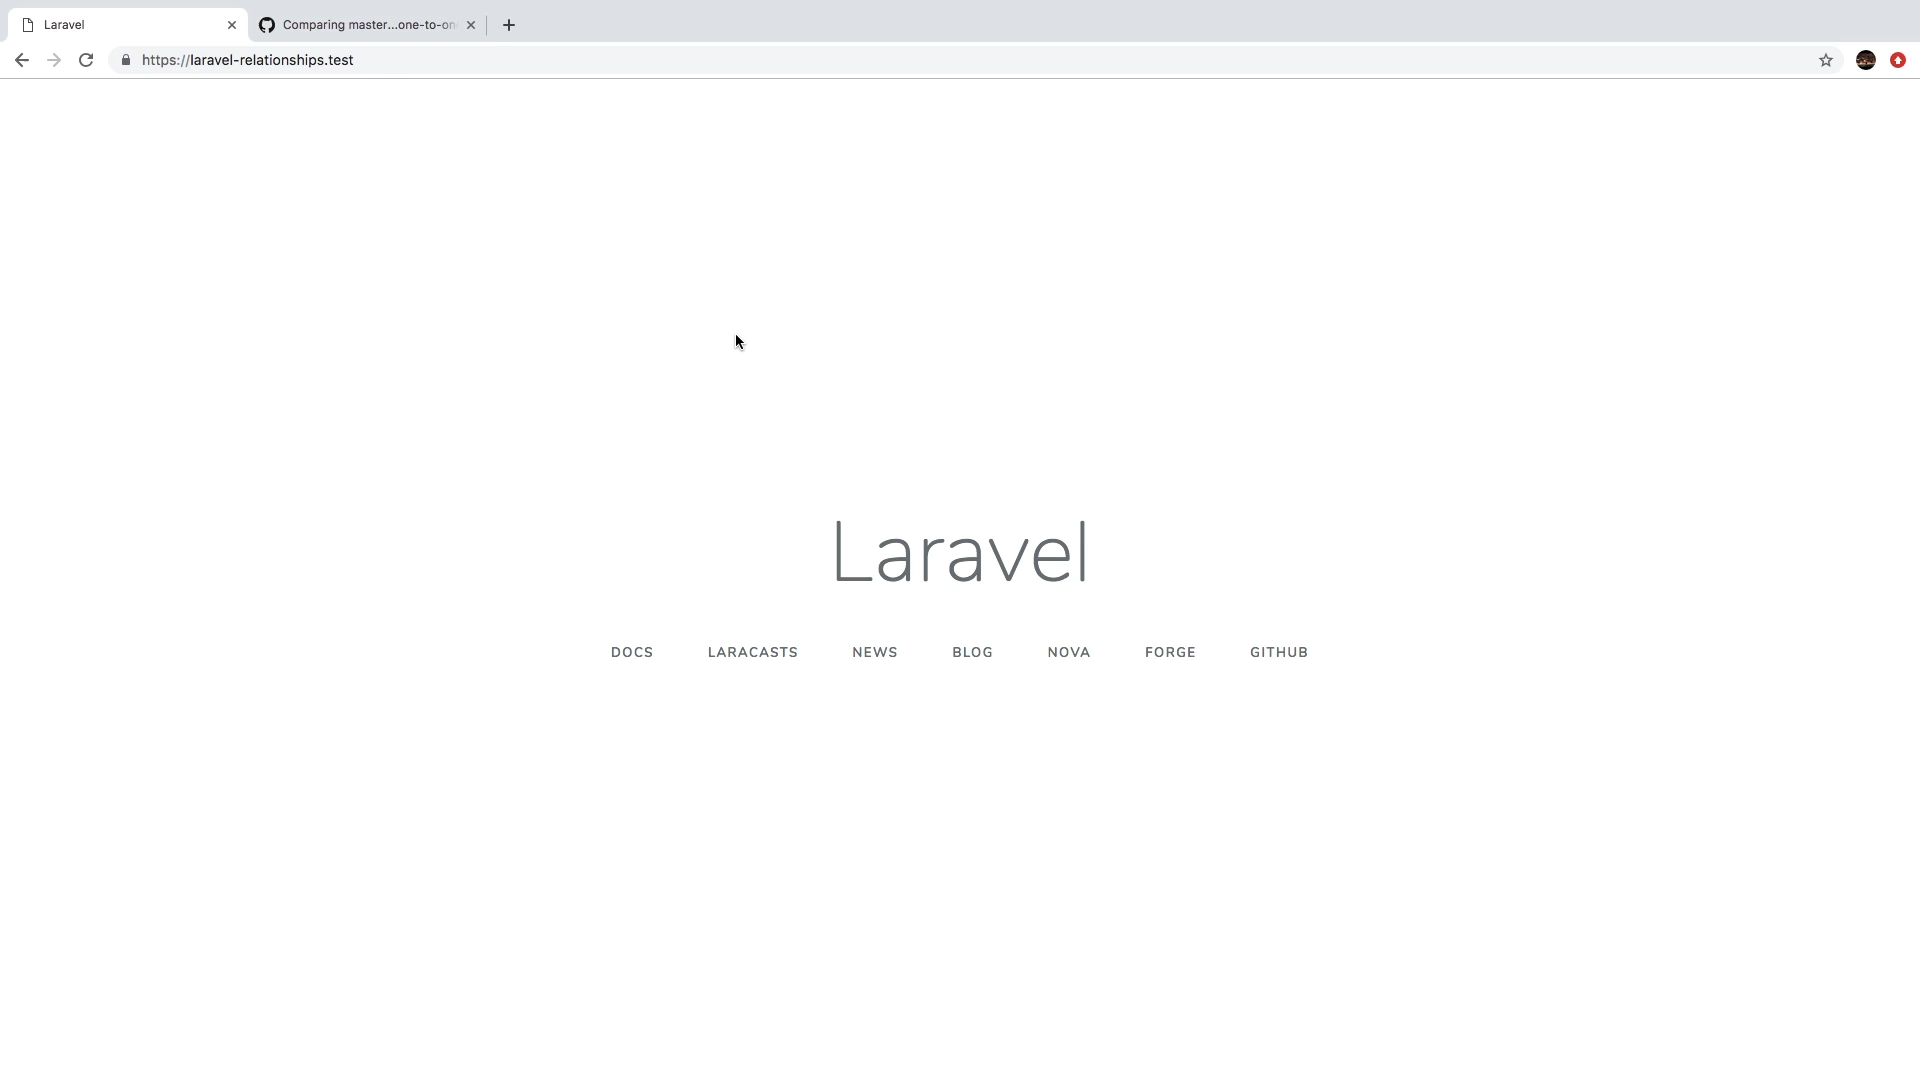 Laravel
Comparing master...one-to-on
https://laravel-relationships.test
Laravel
DOCS LARACASTS NEWS BLOG NOVA FORGE GITHUB